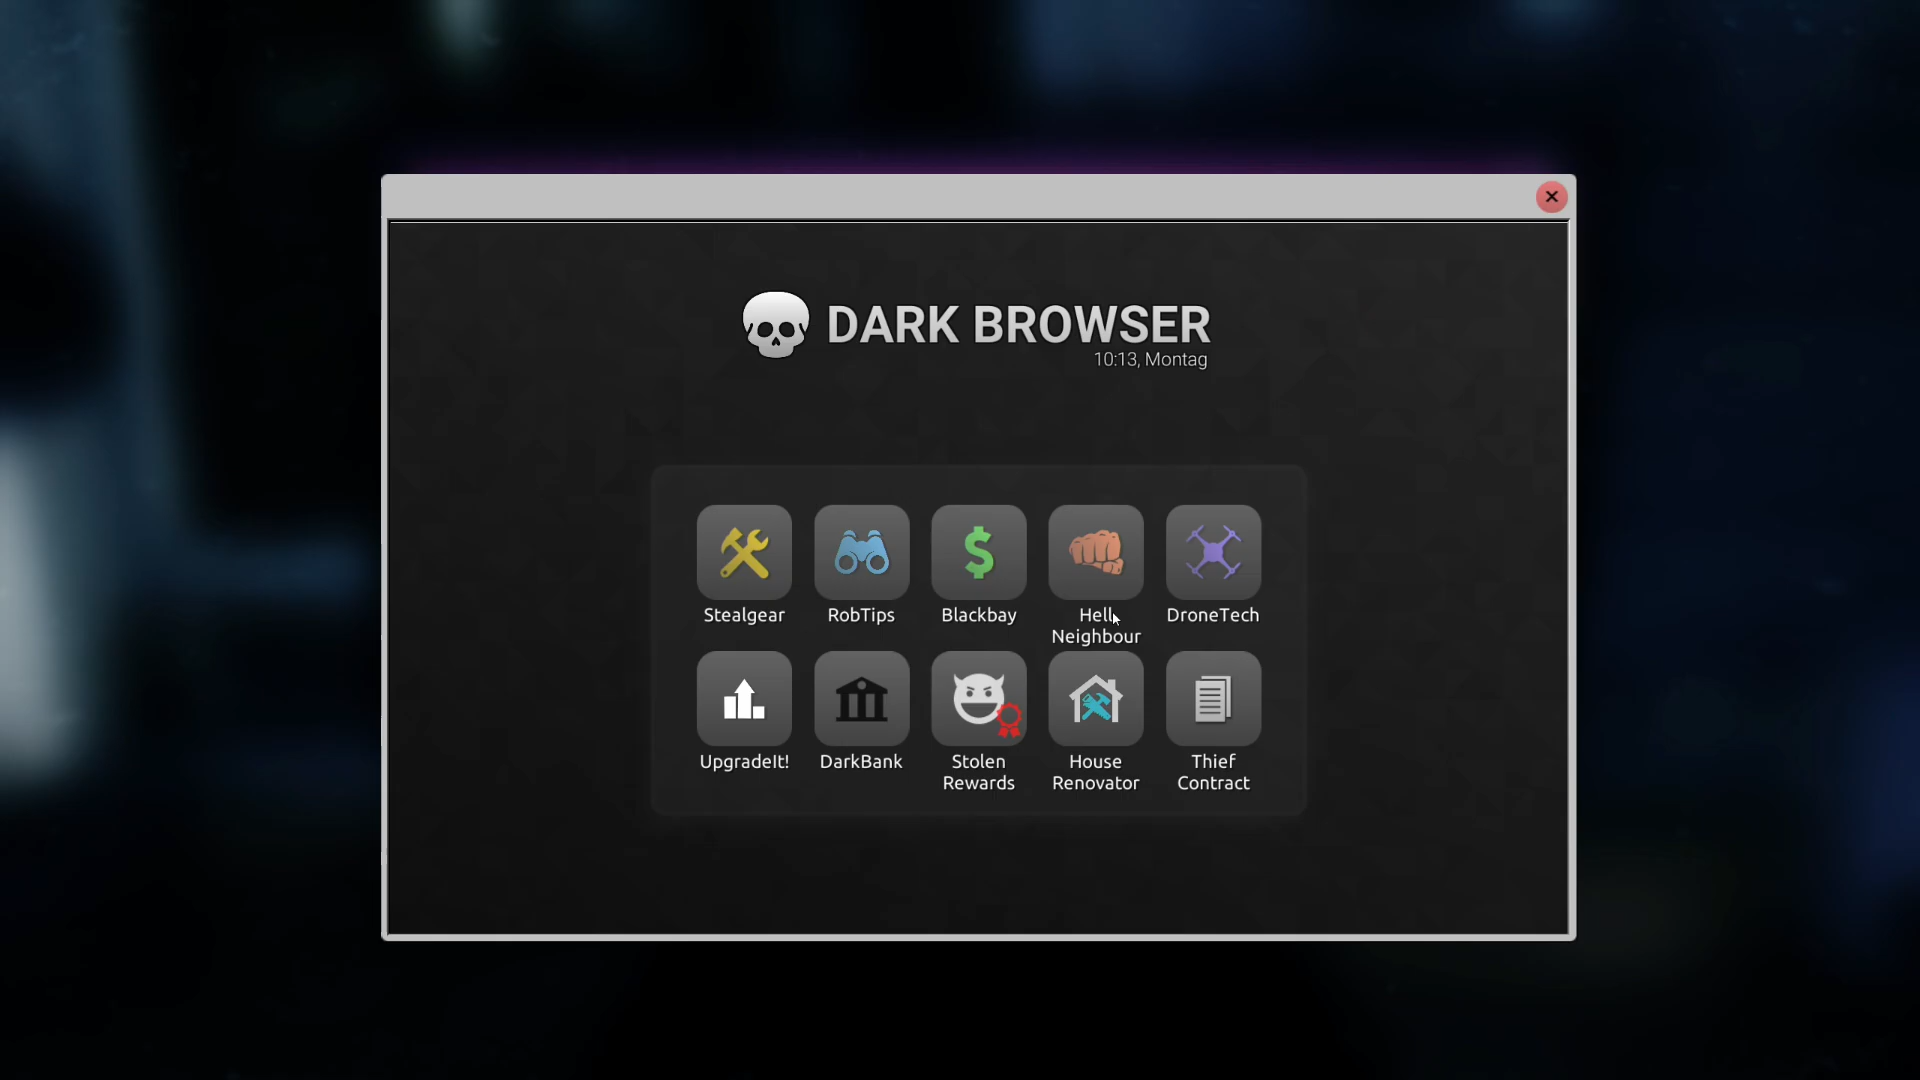 DARK BROWSER
10:13, Montag
Stealgear
RobTips
Blackbay
Hell
Neighbour
DroneTech
UpgradeIt!
DarkBank
Stolen
Rewards
House
Renovator
Thief
Contract